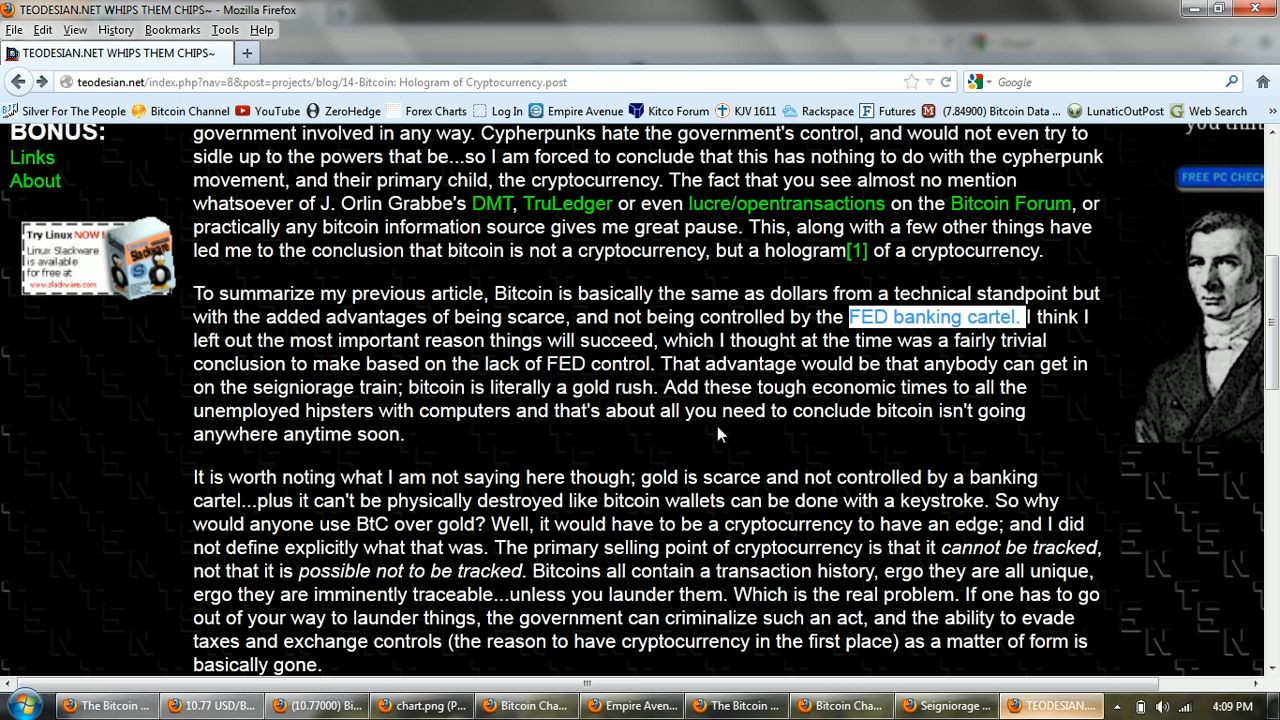 TEODESIAN.NET WHIPS THEM CHIPS~ - Mozilla Firefox
File Edit View History Bookmarks Tools Help
TEODESIAN.NET WHIPS THEM CHIPS~
teodesian.net/index.php?nav=8&post=projects/blog/14-Bitcoin: Hologram of Cryptocurrency.post
Google
Silver For The People Bitcoin Channel YouTube ZeroHedge Forex Charts Log In Empire Avenue Kitco Forum KJV 1611 Rackspace Futures (7.84900) Bitcoin Data ... LunaticOutPost Web Search
BONUS:
Links
About
Try Linux NOW!
Linux Slackware
is available
for free at
www.slackware.com
government involved in any way. Cypherpunks hate the government's control, and would not even try to
sidle up to the powers that be...so I am forced to conclude that this has nothing to do with the cypherpunk
movement, and their primary child, the cryptocurrency. The fact that you see almost no mention
whatsoever of J. Orlin Grabbe's DMT, TruLedger or even lucre/opentransactions on the Bitcoin Forum, or
practically any bitcoin information source gives me great pause. This, along with a few other things have
led me to the conclusion that bitcoin is not a cryptocurrency, but a hologram[1] of a cryptocurrency.
To summarize my previous article, Bitcoin is basically the same as dollars from a technical standpoint but
with the added advantages of being scarce, and not being controlled by the FED banking cartel. I think I
left out the most important reason things will succeed, which I thought at the time was a fairly trivial
conclusion to make based on the lack of FED control. That advantage would be that anybody can get in
on the seigniorage train; bitcoin is literally a gold rush. Add these tough economic times to all the
unemployed hipsters with computers and that's about all you need to conclude bitcoin isn't going
anywhere anytime soon.
It is worth noting what I am not saying here though; gold is scarce and not controlled by a banking
cartel...plus it can't be physically destroyed like bitcoin wallets can be done with a keystroke. So why
would anyone use BtC over gold? Well, it would have to be a cryptocurrency to have an edge; and I did
not define explicitly what that was. The primary selling point of cryptocurrency is that it cannot be tracked,
not that it is possible not to be tracked. Bitcoins all contain a transaction history, ergo they are all unique,
ergo they are imminently traceable...unless you launder them. Which is the real problem. If one has to go
out of your way to launder things, the government can criminalize such an act, and the ability to evade
taxes and exchange controls (the reason to have cryptocurrency in the first place) as a matter of form is
basically gone.
FREE PC CHECK
The Bitcoin ... 10.77 USD/B... (10.77000) Bi... chart.png (P... Bitcoin Cha... Empire Aven... The Bitcoin ... Bitcoin Cha... Seigniorage ... TEODESIAN.... 4:09 PM